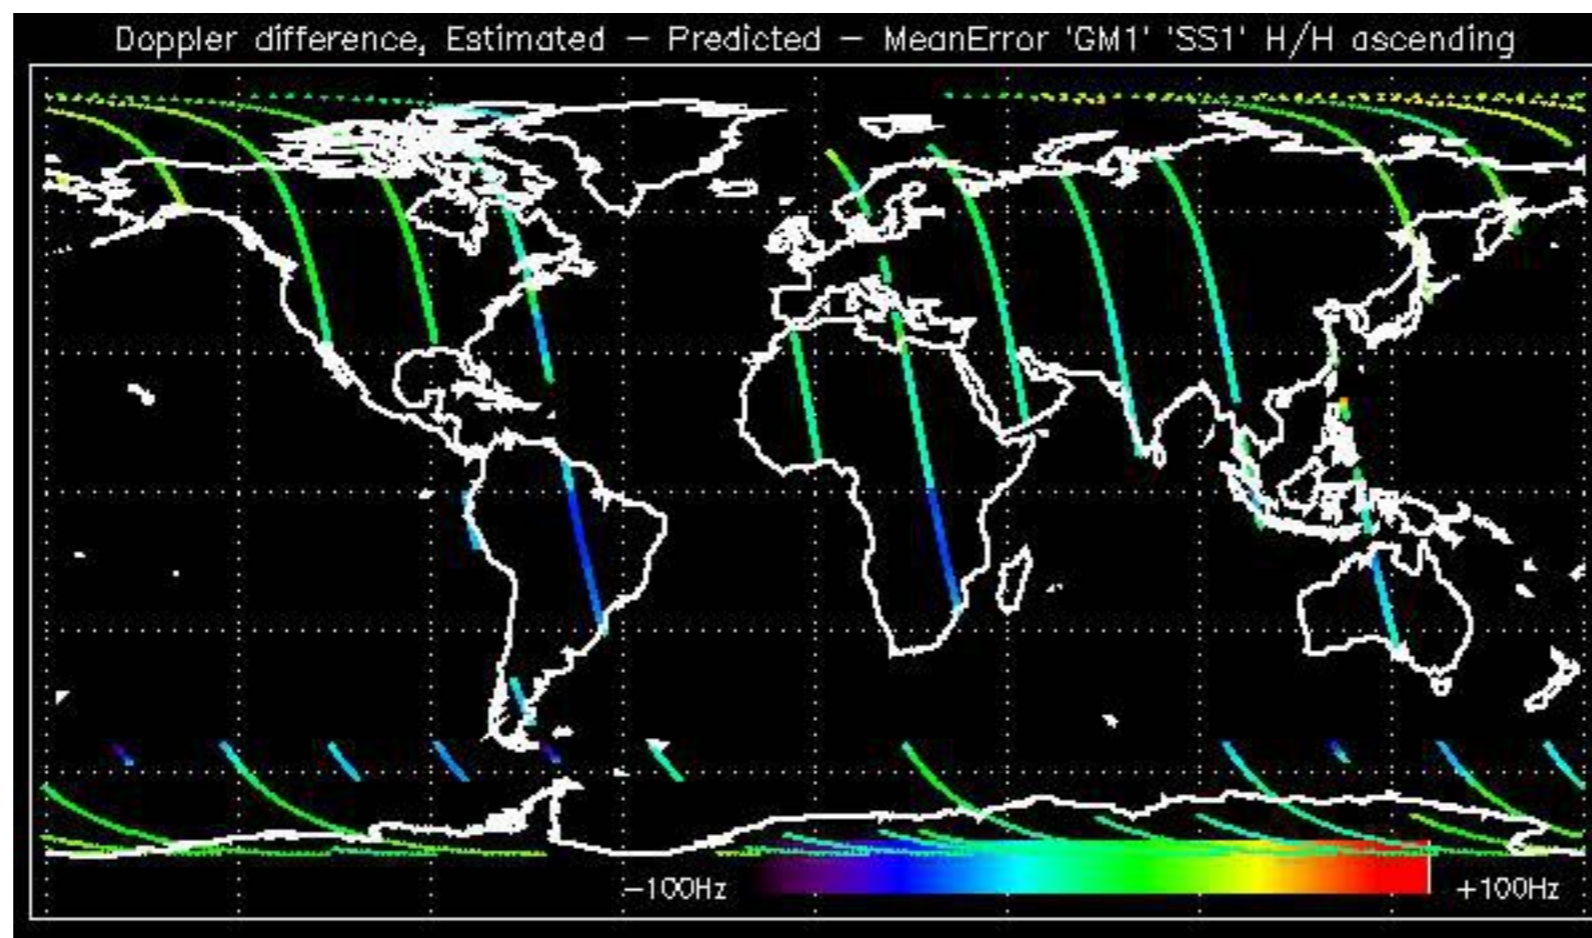 Doppler difference, Estimated – Predicted – MeanError 'GM1' 'SS1' H/H ascending
–100Hz
+100Hz